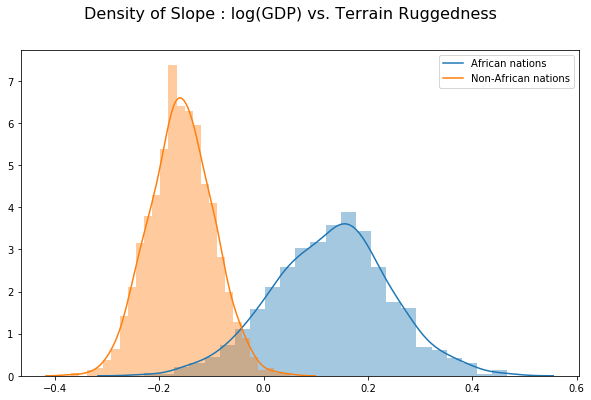 Density of Slope : log(GDP) vs. Terrain Ruggedness
African nations
Non-African nations
7
6
5
4
3
2
1
0
−0.4 −0.2 0.0 0.2 0.4 0.6